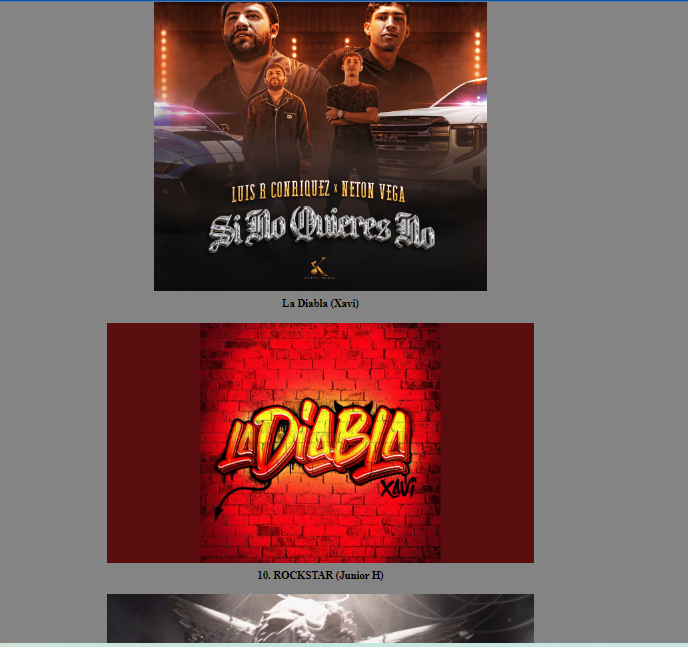 LUIS R CONRIQUEZ x NETON VEGA
Si No Quieres No
La Diabla (Xavi)
LA DiABLA
XAVi
10. ROCKSTAR (Junior H)